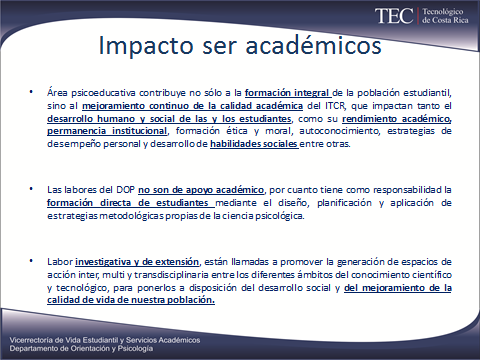 TEC | Tecnológico
de Costa Rica
Impacto ser académicos
• Área psicoeducativa contribuye no sólo a la formación integral de la población estudiantil,
sino al mejoramiento continuo de la calidad académica del ITCR, que impactan tanto el
desarrollo humano y social de las y los estudiantes, como su rendimiento académico,
permanencia institucional, formación ética y moral, autoconocimiento, estrategias de
desempeño personal y desarrollo de habilidades sociales entre otras.
• Las labores del DOP no son de apoyo académico, por cuanto tiene como responsabilidad la
formación directa de estudiantes mediante el diseño, planificación y aplicación de
estrategias metodológicas propias de la ciencia psicológica.
• Labor investigativa y de extensión, están llamadas a promover la generación de espacios de
acción inter, multi y transdisciplinaria entre los diferentes ámbitos del conocimiento científico
y tecnológico, para ponerlos a disposición del desarrollo social y del mejoramiento de la
calidad de vida de nuestra población.
Vicerrectoría de Vida Estudiantil y Servicios Académicos
Departamento de Orientación y Psicología